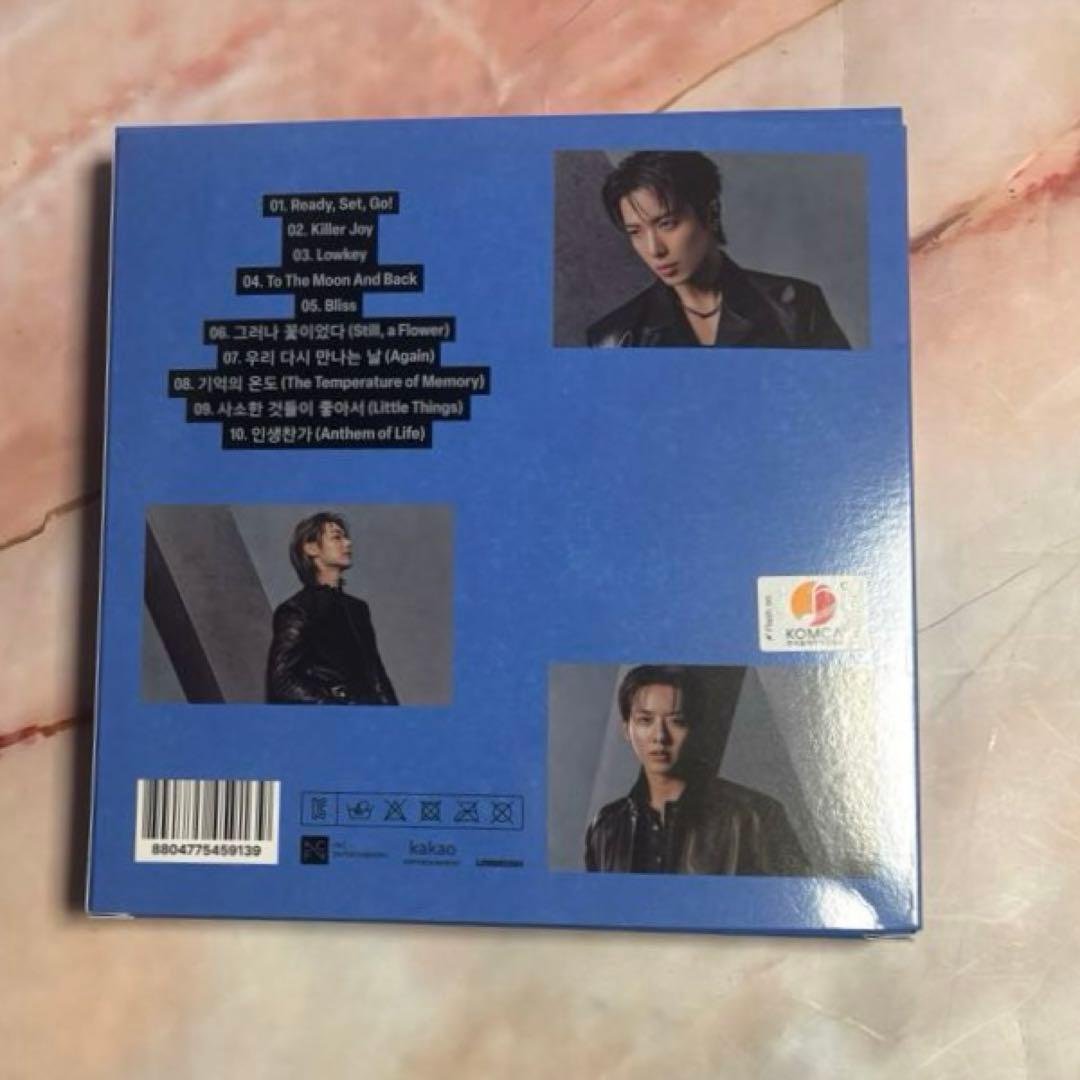 01. Ready, Set, Go!
02. Killer Joy
03. Lowkey
04. To The Moon And Back
05. Bliss
06. 그러나 꽃이었다 (Still, a Flower)
07. 우리 다시 만나는 날 (Again)
08. 기억의 온도 (The Temperature of Memory)
09. 사소한 것들이 좋아서 (Little Things)
10. 인생찬가 (Anthem of Life)
KOMCA
8804775459139
kakao